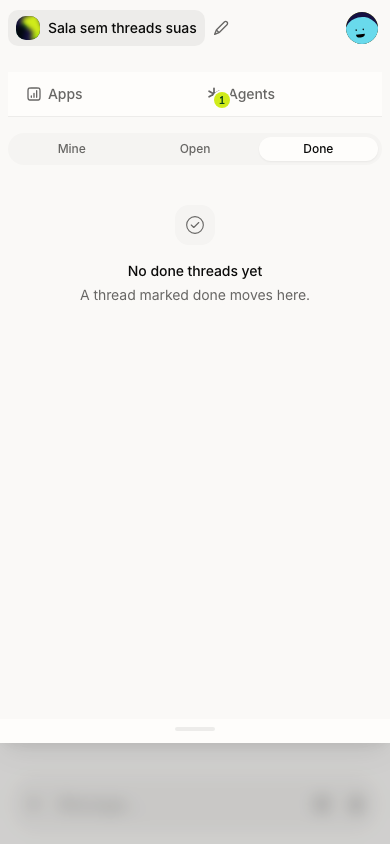 Sala sem threads suas
Apps
1
Agents
Mine
Open
Done
No done threads yet
A thread marked done moves here.